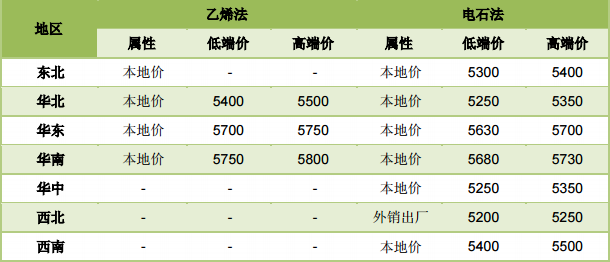 地区 乙烯法 电石法
属性 低端价 高端价 属性 低端价 高端价
东北 本地价 - - 本地价 5300 5400
华北 本地价 5400 5500 本地价 5250 5350
华东 本地价 5700 5750 本地价 5630 5700
华南 本地价 5750 5800 本地价 5680 5730
华中 - - - 本地价 5250 5350
西北 - - - 外销出厂 5200 5250
西南 - - - 本地价 5400 5500